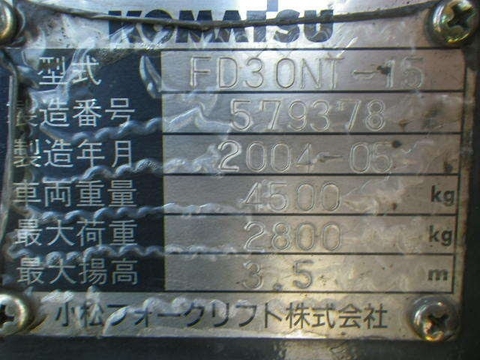 KOMATSU
型式 FD30NT-15
製造番号 579378
製造年月 2004-05
車両重量 4500 kg
最大荷重 2800 kg
最大揚高 3.5 m
小松フォークリフト株式会社